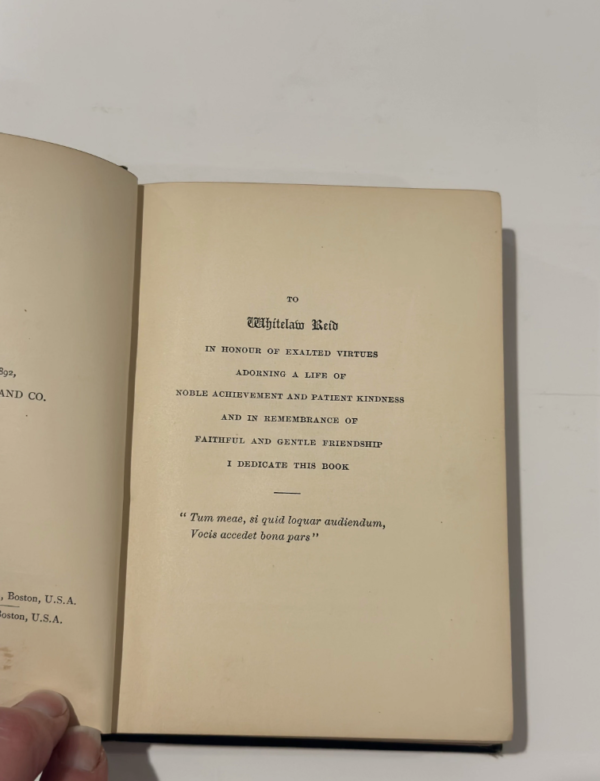 892,
AND CO.
, Boston, U.S.A.
Boston, U.S.A.
TO
Whitelaw Reid
IN HONOUR OF EXALTED VIRTUES
ADORNING A LIFE OF
NOBLE ACHIEVEMENT AND PATIENT KINDNESS
AND IN REMEMBRANCE OF
FAITHFUL AND GENTLE FRIENDSHIP
I DEDICATE THIS BOOK
“Tum meae, si quid loquar audiendum,
Vocis accedet bona pars”